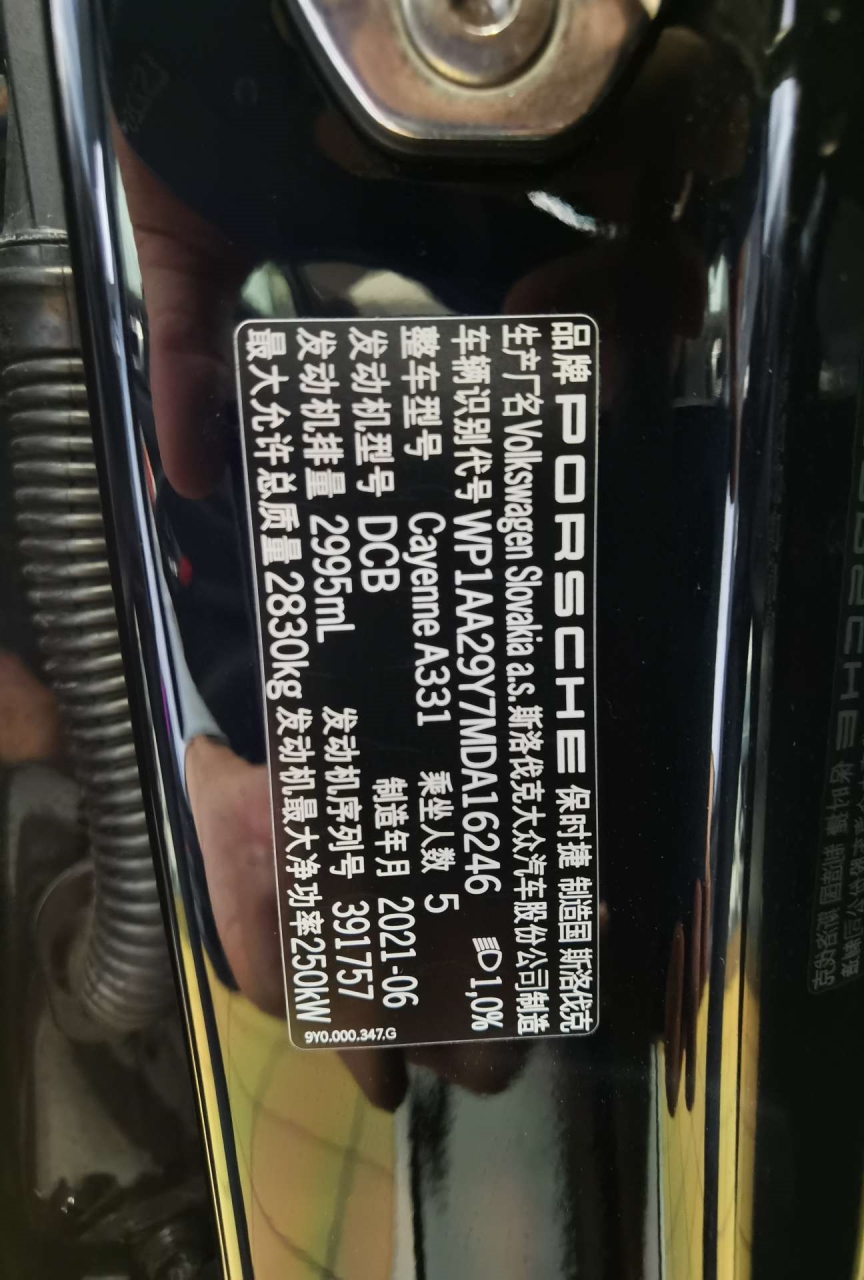 品牌 PORSCHE 保时捷 制造国 斯洛伐克
生产厂名 Volkswagen Slovakia a.s. 斯洛伐克大众汽车股份公司制造
车辆识别代号 WP1AA29Y7MDA16246 1,0%
整车型号 Cayenne A331 乘坐人数 5
发动机型号 DCB 制造年月 2021-06
发动机排量 2995mL 发动机序列号 391757
最大允许总质量 2830kg 发动机最大净功率250kW
9Y0.000.347.G